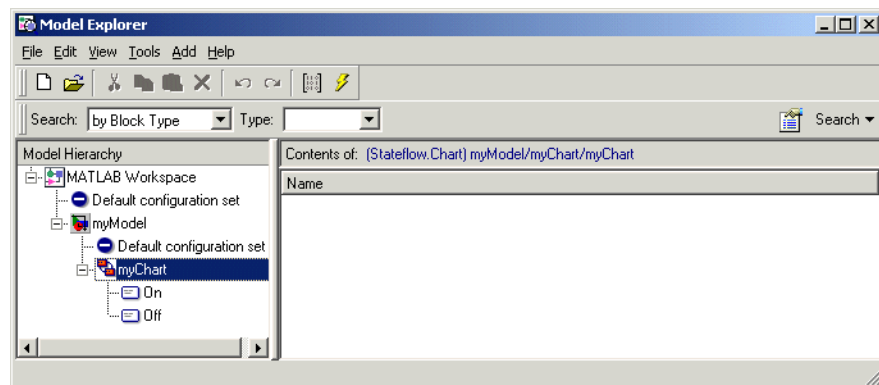 Model Explorer
File Edit View Tools Add Help
Search: by Block Type Type: Search
Model Hierarchy
Contents of: (Stateflow.Chart) myModel/myChart/myChart
Name
MATLAB Workspace
Default configuration set
myModel
Default configuration set
myChart
On
Off